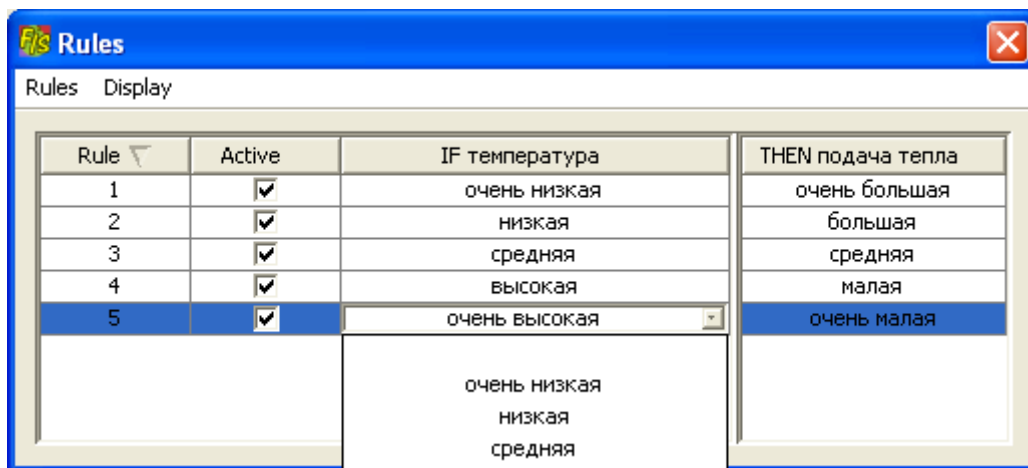 FIS Rules
Rules Display
Rule Active IF температура THEN подача тепла
1 очень низкая очень большая
2 низкая большая
3 средняя средняя
4 высокая малая
5 очень высокая очень малая
очень низкая
низкая
средняя